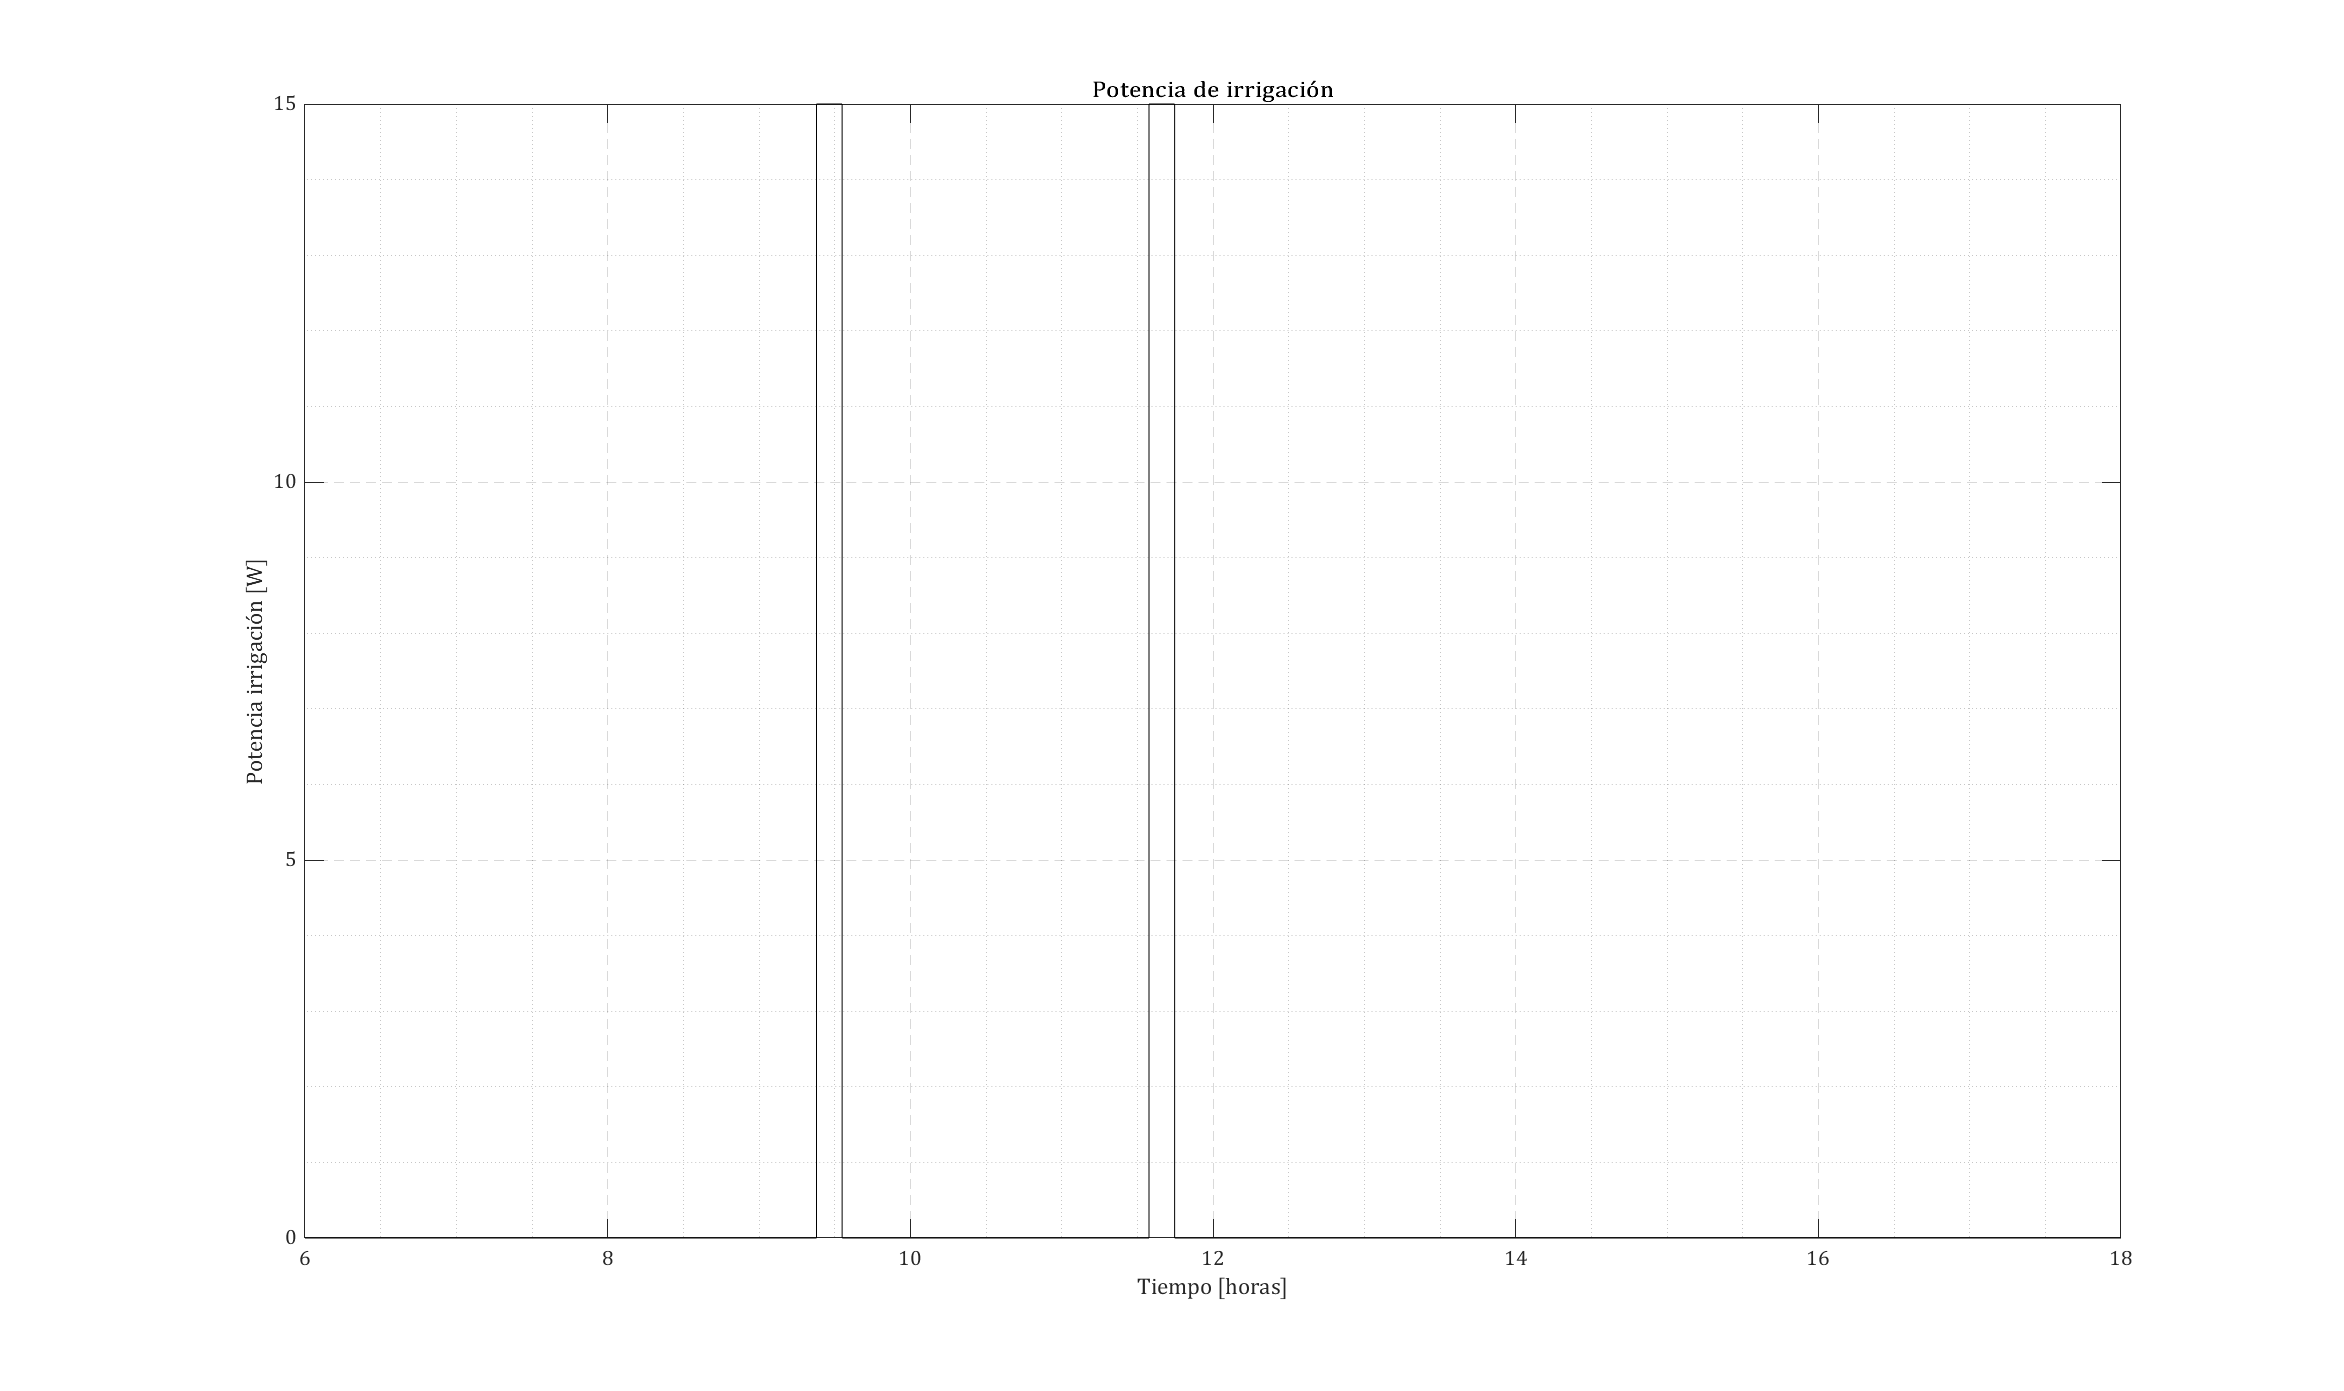 Potencia de irrigación
15
10
5
0
Potencia irrigación [W]
6 8 10 12 14 16 18
Tiempo [horas]